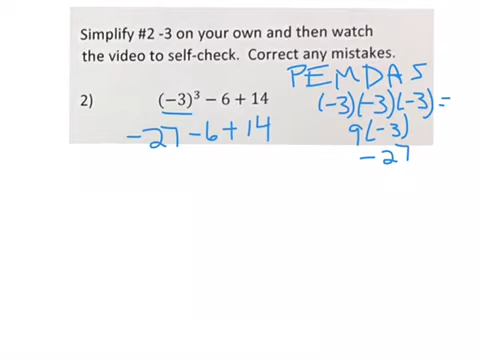 Simplify #2 -3 on your own and then watch
the video to self-check. Correct any mistakes.
PEMDAS
2) (−3)³ − 6 + 14
(-3)(-3)(-3) =
-27 -6 + 14
9(-3)
-27